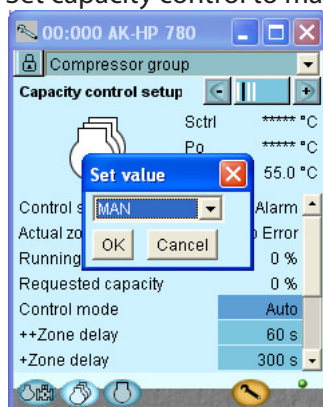 Set capacity control to ma
00:000 AK-HP 780
Compressor group
Capacity control setup
Sctrl ***** °C
Po ***** °C
55.0 °C
Set value
MAN
OK Cancel
Control s Alarm
Actual zo Error
Running 0 %
Requested capacity 0 %
Control mode Auto
++Zone delay 60 s
+Zone delay 300 s